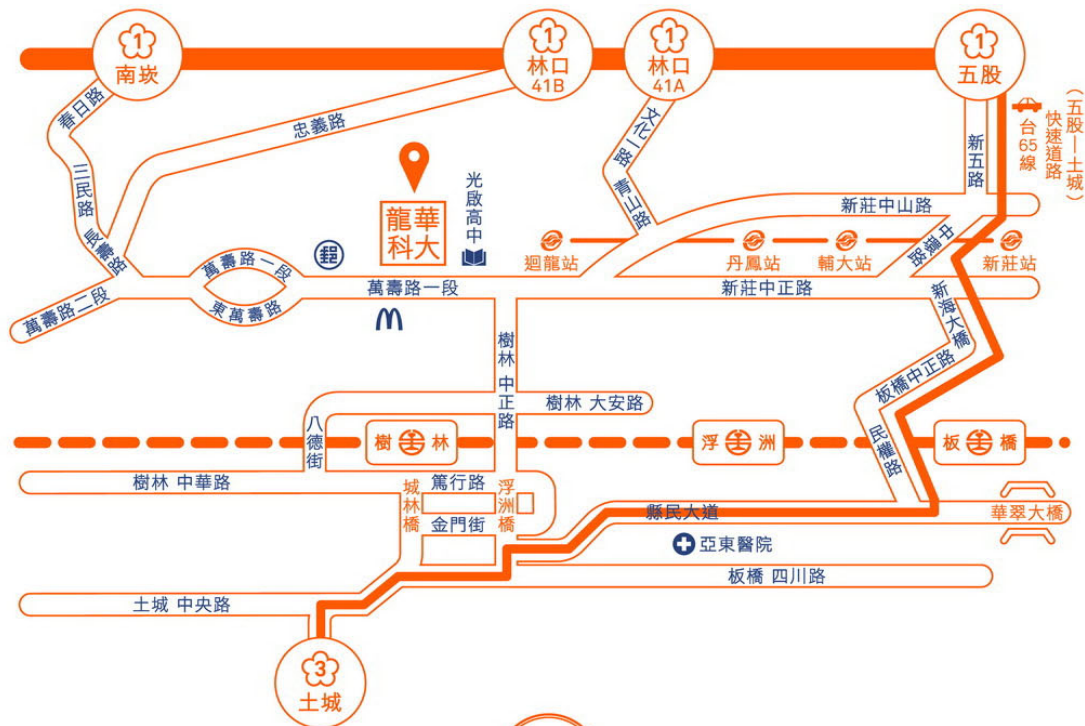 1
南崁
1
林口
41B
1
林口
41A
1
五股
春日路
三民路
長壽路
忠義路
文化一路
青山路
新五路
台65線
快速道路
(五股—土城)
龍華
科大
光啟高中
郵
新莊中山路
中環路
迴龍站
丹鳳站
輔大站
新莊站
萬壽路一段
東萬壽路
萬壽路二段
萬壽路一段
新莊中正路
新海大橋
樹林 中正路
板橋中正路
樹林 大安路
民權路
八德街
樹 林
浮 洲
板 橋
樹林 中華路
篤行路
城林橋
浮洲橋
金門街
縣民大道
華翠大橋
亞東醫院
板橋 四川路
土城 中央路
3
土城